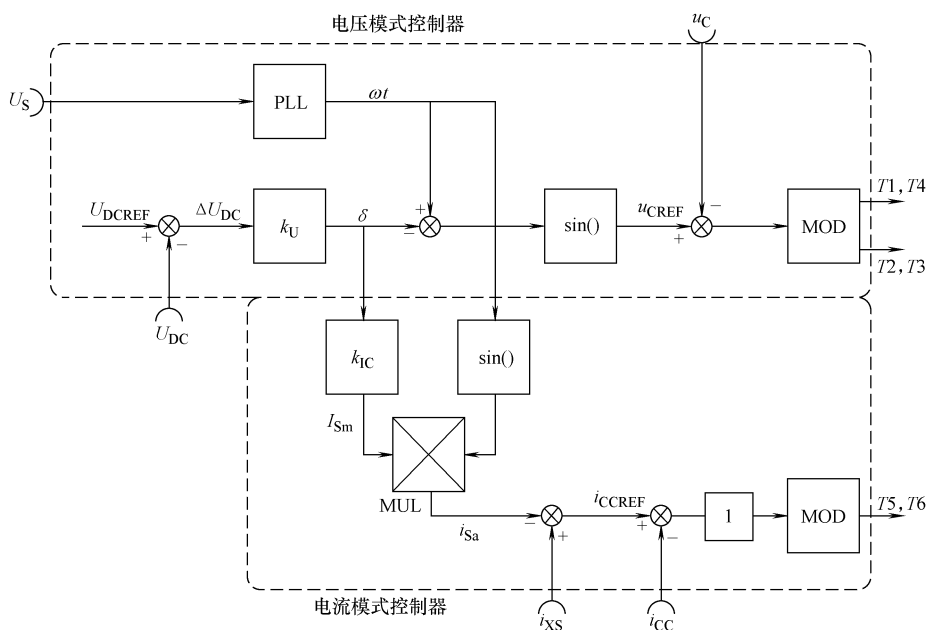 电压模式控制器
u_C
U_S
PLL
ωt
U_DCREF
+
−
ΔU_DC
k_U
δ
+
−
sin()
u_CREF
−
+
MOD
T1,T4
T2,T3
U_DC
k_IC
sin()
I_Sm
MUL
i_Sa
−
+
i_CCREF
+
−
1
MOD
T5,T6
电流模式控制器
i_XS
i_CC